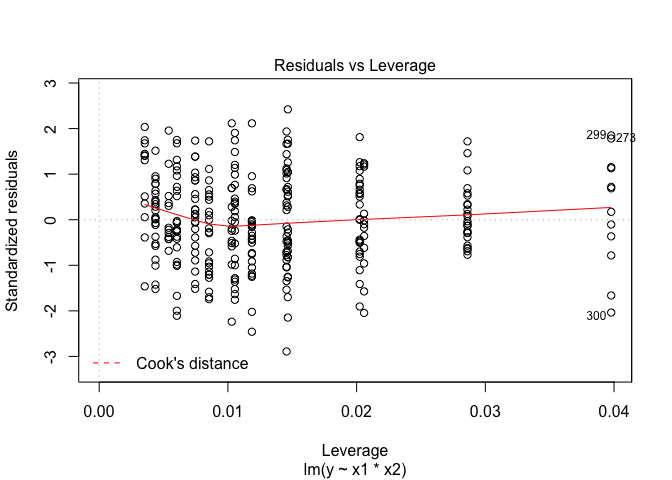 Residuals vs Leverage
Standardized residuals
3
2
1
0
-1
-2
-3
299
273
300
Cook's distance
0.00 0.01 0.02 0.03 0.04
Leverage
lm(y ~ x1 * x2)